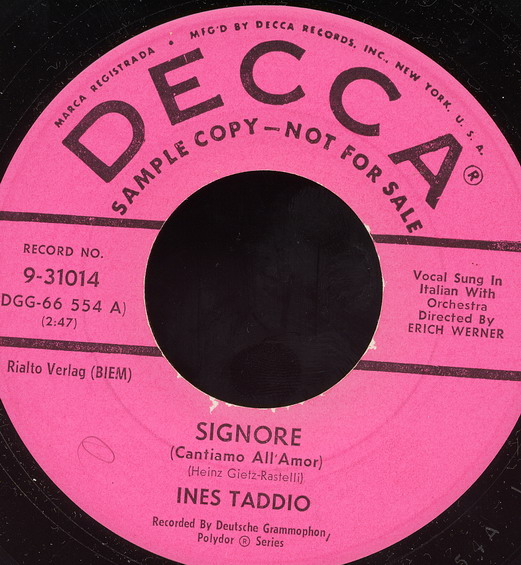 MARCA REGISTRADA • MFG'D BY DECCA RECORDS, INC., NEW YORK, U. S. A.
DECCA®
SAMPLE COPY—NOT FOR SALE
RECORD NO.
9-31014
DGG-66 554 A)
(2:47)
Rialto Verlag (BIEM)
Vocal Sung In
Italian With
Orchestra
Directed By
ERICH WERNER
SIGNORE
(Cantiamo All'Amor)
(Heinz Gietz-Rastelli)
INES TADDIO
Recorded By Deutsche Grammophon/
Polydor ® Series